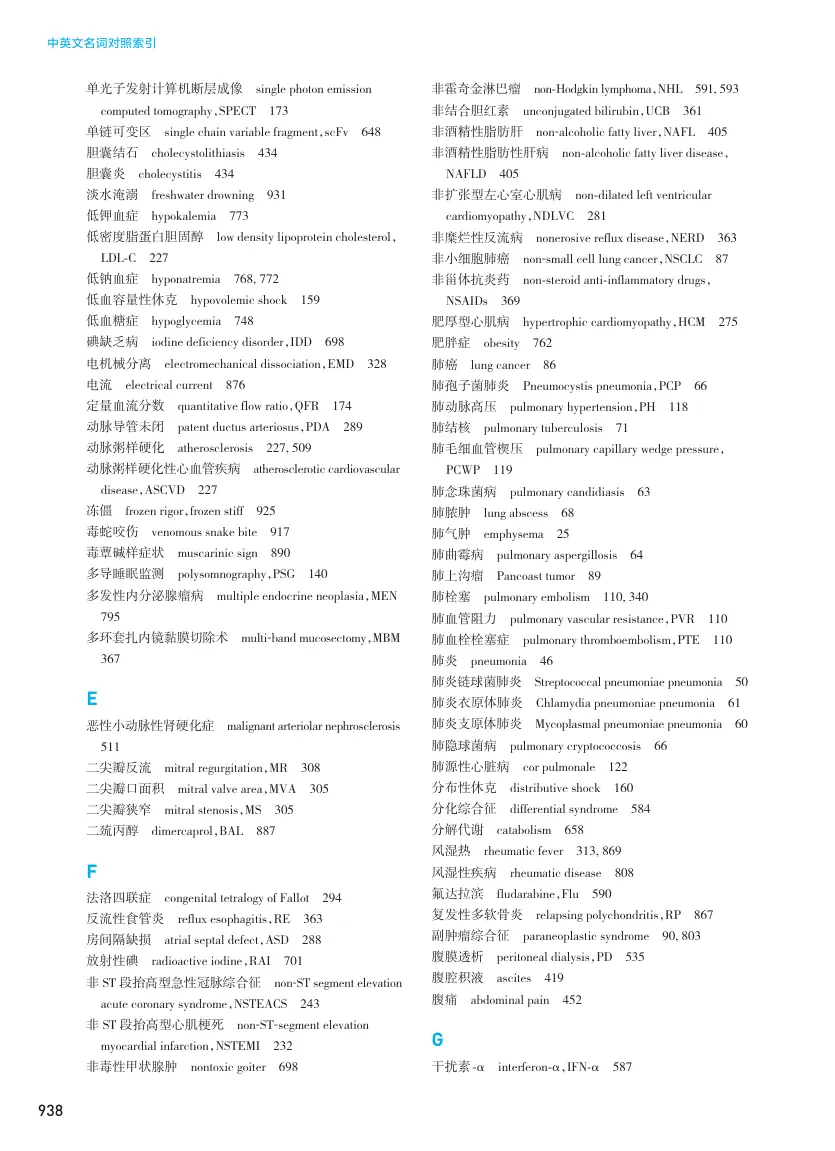 中英文名词对照索引
单光子发射计算机断层成像 single photon emission
computed tomography,SPECT 173
单链可变区 single chain variable fragment,scFv 648
胆囊结石 cholecystolithiasis 434
胆囊炎 cholecystitis 434
淡水淹溺 freshwater drowning 931
低钾血症 hypokalemia 773
低密度脂蛋白胆固醇 low density lipoprotein cholesterol,
LDL-C 227
低钠血症 hyponatremia 768,772
低血容量性休克 hypovolemic shock 159
低血糖症 hypoglycemia 748
碘缺乏病 iodine deficiency disorder,IDD 698
电机械分离 electromechanical dissociation,EMD 328
电流 electrical current 876
定量血流分数 quantitative flow ratio,QFR 174
动脉导管未闭 patent ductus arteriosus,PDA 289
动脉粥样硬化 atherosclerosis 227,509
动脉粥样硬化性心血管疾病 atherosclerotic cardiovascular
disease,ASCVD 227
冻僵 frozen rigor,frozen stiff 925
毒蛇咬伤 venomous snake bite 917
毒蕈碱样症状 muscarinic sign 890
多导睡眠监测 polysomnography,PSG 140
多发性内分泌腺瘤病 multiple endocrine neoplasia,MEN
795
多环套扎内镜黏膜切除术 multi-band mucosectomy,MBM
367
E
恶性小动脉性肾硬化症 malignant arteriolar nephrosclerosis
511
二尖瓣反流 mitral regurgitation,MR 308
二尖瓣口面积 mitral valve area,MVA 305
二尖瓣狭窄 mitral stenosis,MS 305
二巯丙醇 dimercaprol,BAL 887
F
法洛四联症 congenital tetralogy of Fallot 294
反流性食管炎 reflux esophagitis,RE 363
房间隔缺损 atrial septal defect,ASD 288
放射性碘 radioactive iodine,RAI 701
非 ST 段抬高型急性冠脉综合征 non-ST segment elevation
acute coronary syndrome,NSTEACS 243
非 ST 段抬高型心肌梗死 non-ST-segment elevation
myocardial infarction,NSTEMI 232
非毒性甲状腺肿 nontoxic goiter 698
非霍奇金淋巴瘤 non-Hodgkin lymphoma,NHL 591,593
非结合胆红素 unconjugated bilirubin,UCB 361
非酒精性脂肪肝 non-alcoholic fatty liver,NAFL 405
非酒精性脂肪性肝病 non-alcoholic fatty liver disease,
NAFLD 405
非扩张型左心室心肌病 non-dilated left ventricular
cardiomyopathy,NDLVC 281
非糜烂性反流病 nonerosive reflux disease,NERD 363
非小细胞肺癌 non-small cell lung cancer,NSCLC 87
非甾体抗炎药 non-steroid anti-inflammatory drugs,
NSAIDs 369
肥厚型心肌病 hypertrophic cardiomyopathy,HCM 275
肥胖症 obesity 762
肺癌 lung cancer 86
肺孢子菌肺炎 Pneumocystis pneumonia,PCP 66
肺动脉高压 pulmonary hypertension,PH 118
肺结核 pulmonary tuberculosis 71
肺毛细血管楔压 pulmonary capillary wedge pressure,
PCWP 119
肺念珠菌病 pulmonary candidiasis 63
肺脓肿 lung abscess 68
肺气肿 emphysema 25
肺曲霉病 pulmonary aspergillosis 64
肺上沟瘤 Pancoast tumor 89
肺栓塞 pulmonary embolism 110,340
肺血管阻力 pulmonary vascular resistance,PVR 110
肺血栓栓塞症 pulmonary thromboembolism,PTE 110
肺炎 pneumonia 46
肺炎链球菌肺炎 Streptococcal pneumoniae pneumonia 50
肺炎衣原体肺炎 Chlamydia pneumoniae pneumonia 61
肺炎支原体肺炎 Mycoplasmal pneumoniae pneumonia 60
肺隐球菌病 pulmonary cryptococcosis 66
肺源性心脏病 cor pulmonale 122
分布性休克 distributive shock 160
分化综合征 differential syndrome 584
分解代谢 catabolism 658
风湿热 rheumatic fever 313,869
风湿性疾病 rheumatic disease 808
氟达拉滨 fludarabine,Flu 590
复发性多软骨炎 relapsing polychondritis,RP 867
副肿瘤综合征 paraneoplastic syndrome 90,803
腹膜透析 peritoneal dialysis,PD 535
腹腔积液 ascites 419
腹痛 abdominal pain 452
G
干扰素 -α interferon-α,IFN-α 587
938